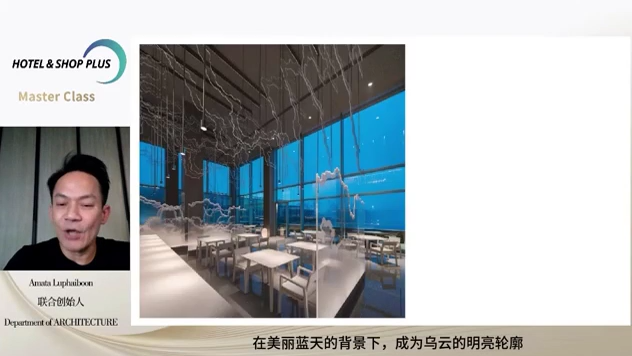 HOTEL & SHOP PLUS
Master Class
Amata Luphaiboon
联合创始人
Department of ARCHITECTURE
在美丽蓝天的背景下，成为乌云的明亮轮廓